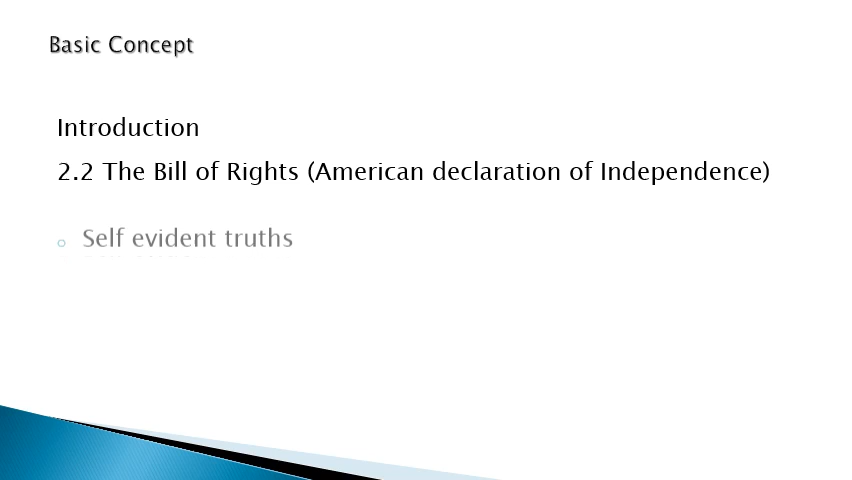 Basic Concept
Introduction
2.2 The Bill of Rights (American declaration of Independence)
Self evident truths